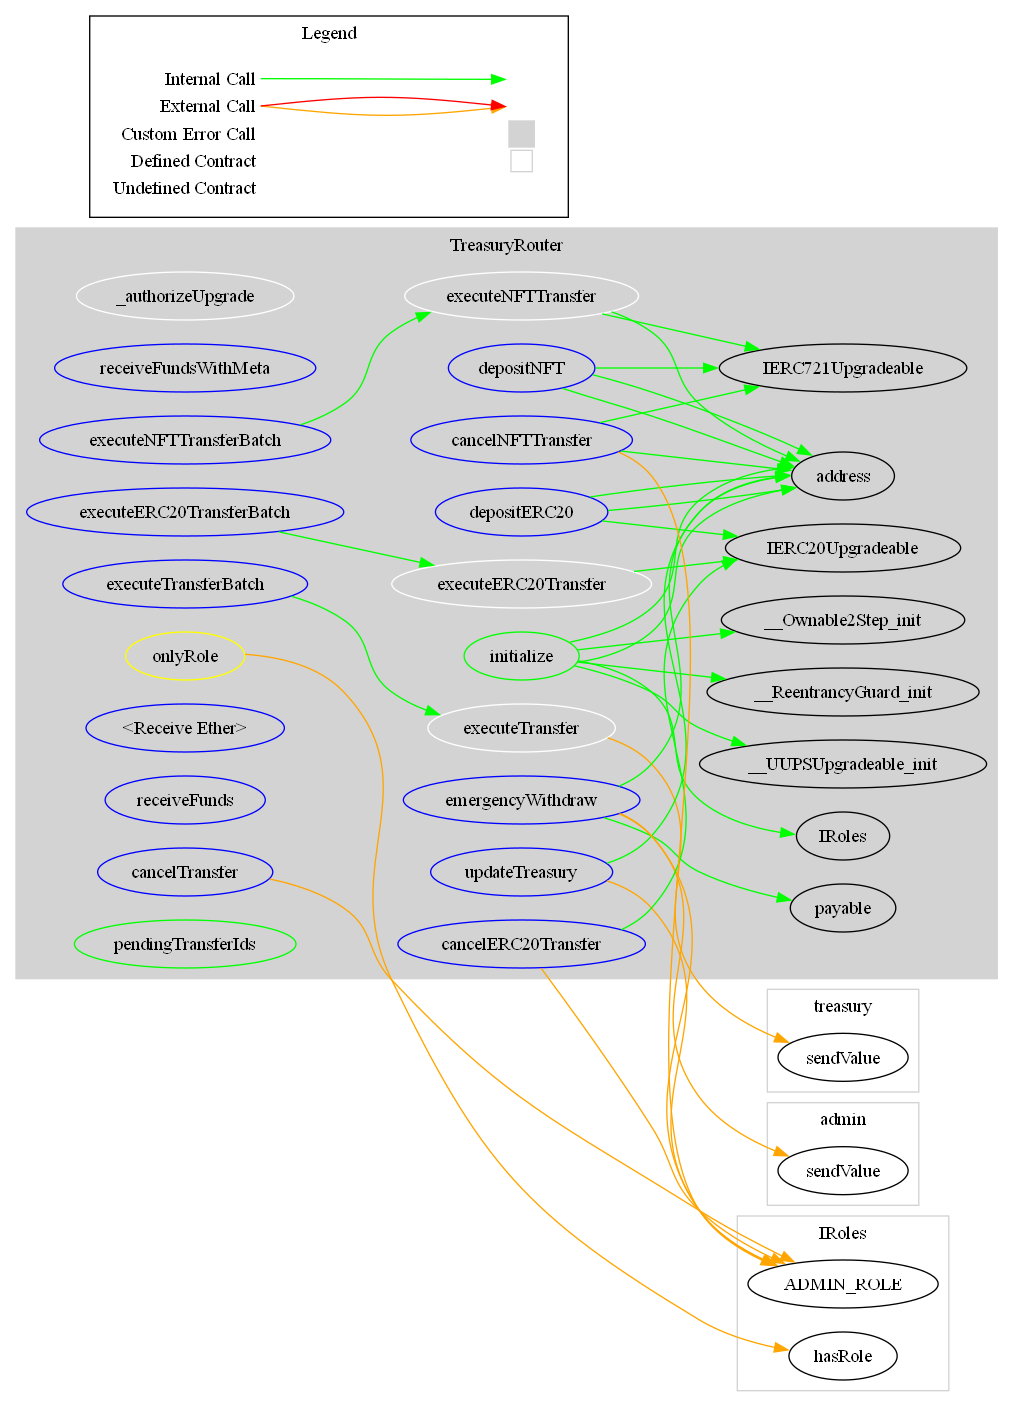 Legend
Internal Call
External Call
Custom Error Call
Defined Contract
Undefined Contract
TreasuryRouter
_authorizeUpgrade
receiveFundsWithMeta
executeNFTTransferBatch
executeERC20TransferBatch
executeTransferBatch
onlyRole
<Receive Ether>
receiveFunds
cancelTransfer
pendingTransferIds
executeNFTTransfer
depositNFT
cancelNFTTransfer
depositERC20
executeERC20Transfer
initialize
executeTransfer
emergencyWithdraw
updateTreasury
cancelERC20Transfer
IERC721Upgradeable
address
IERC20Upgradeable
__Ownable2Step_init
__ReentrancyGuard_init
__UUPSUpgradeable_init
IRoles
payable
treasury
sendValue
admin
sendValue
IRoles
ADMIN_ROLE
hasRole